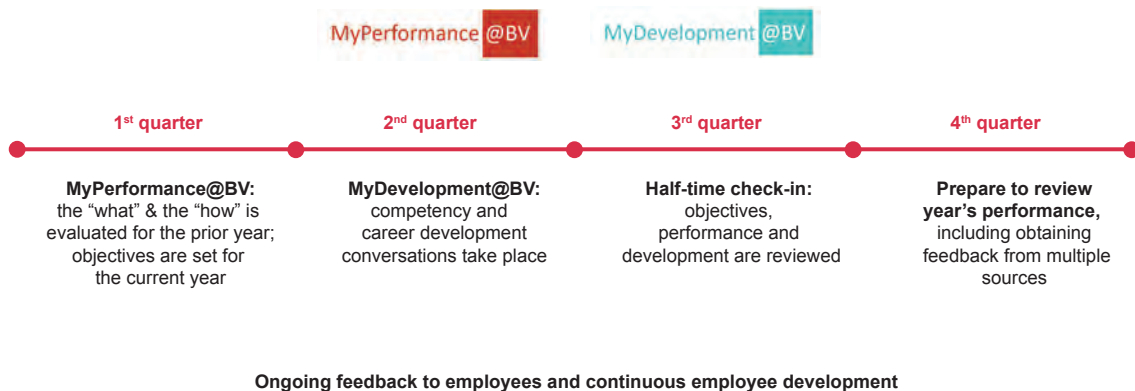 MyPerformance @BV
MyDevelopment @BV
1st quarter
2nd quarter
3rd quarter
4th quarter
MyPerformance@BV:
the “what” & the “how” is
evaluated for the prior year;
objectives are set for
the current year
MyDevelopment@BV:
competency and
career development
conversations take place
Half-time check-in:
objectives,
performance and
development are reviewed
Prepare to review
year’s performance,
including obtaining
feedback from multiple
sources
Ongoing feedback to employees and continuous employee development